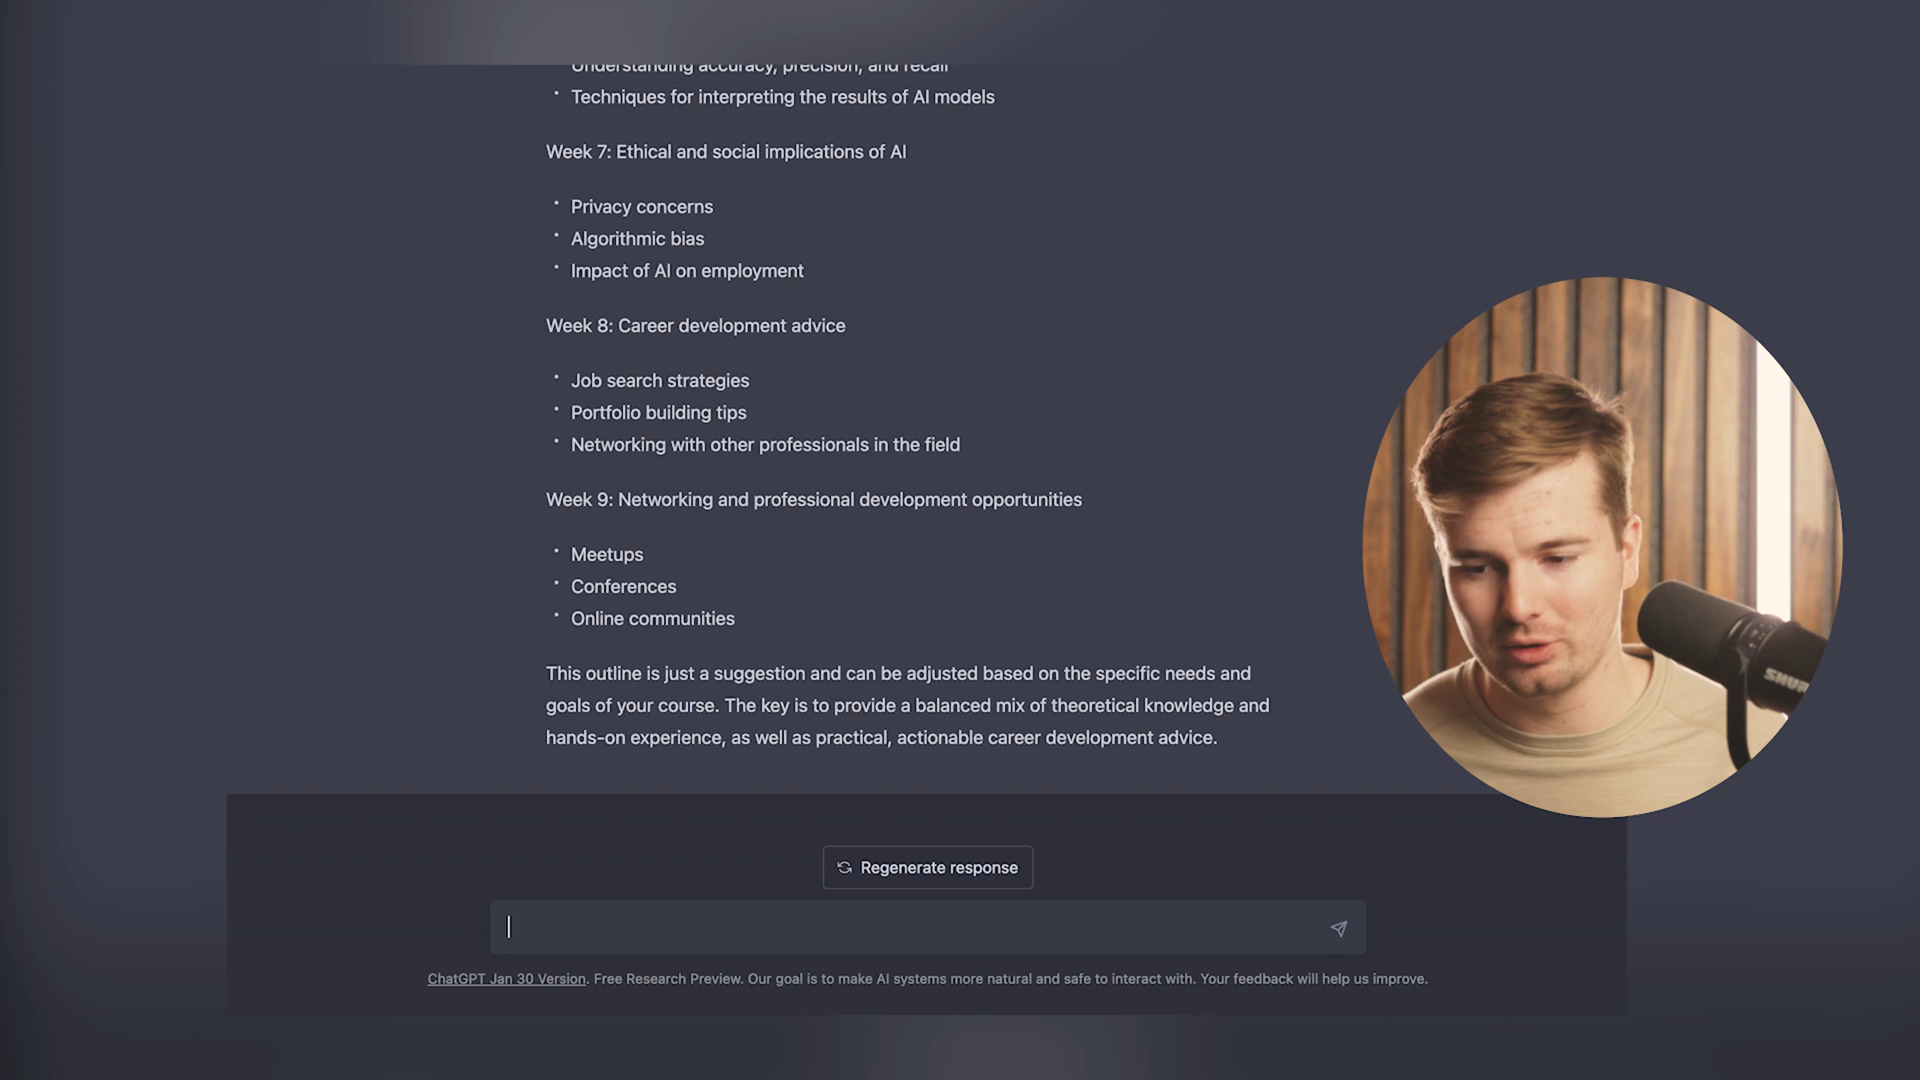 Understanding accuracy, precision, and recall
Techniques for interpreting the results of AI models
Week 7: Ethical and social implications of AI
Privacy concerns
Algorithmic bias
Impact of AI on employment
Week 8: Career development advice
Job search strategies
Portfolio building tips
Networking with other professionals in the field
Week 9: Networking and professional development opportunities
Meetups
Conferences
Online communities
This outline is just a suggestion and can be adjusted based on the specific needs and
goals of your course. The key is to provide a balanced mix of theoretical knowledge and
hands-on experience, as well as practical, actionable career development advice.
SHURE
Regenerate response
ChatGPT Jan 30 Version. Free Research Preview. Our goal is to make AI systems more natural and safe to interact with. Your feedback will help us improve.